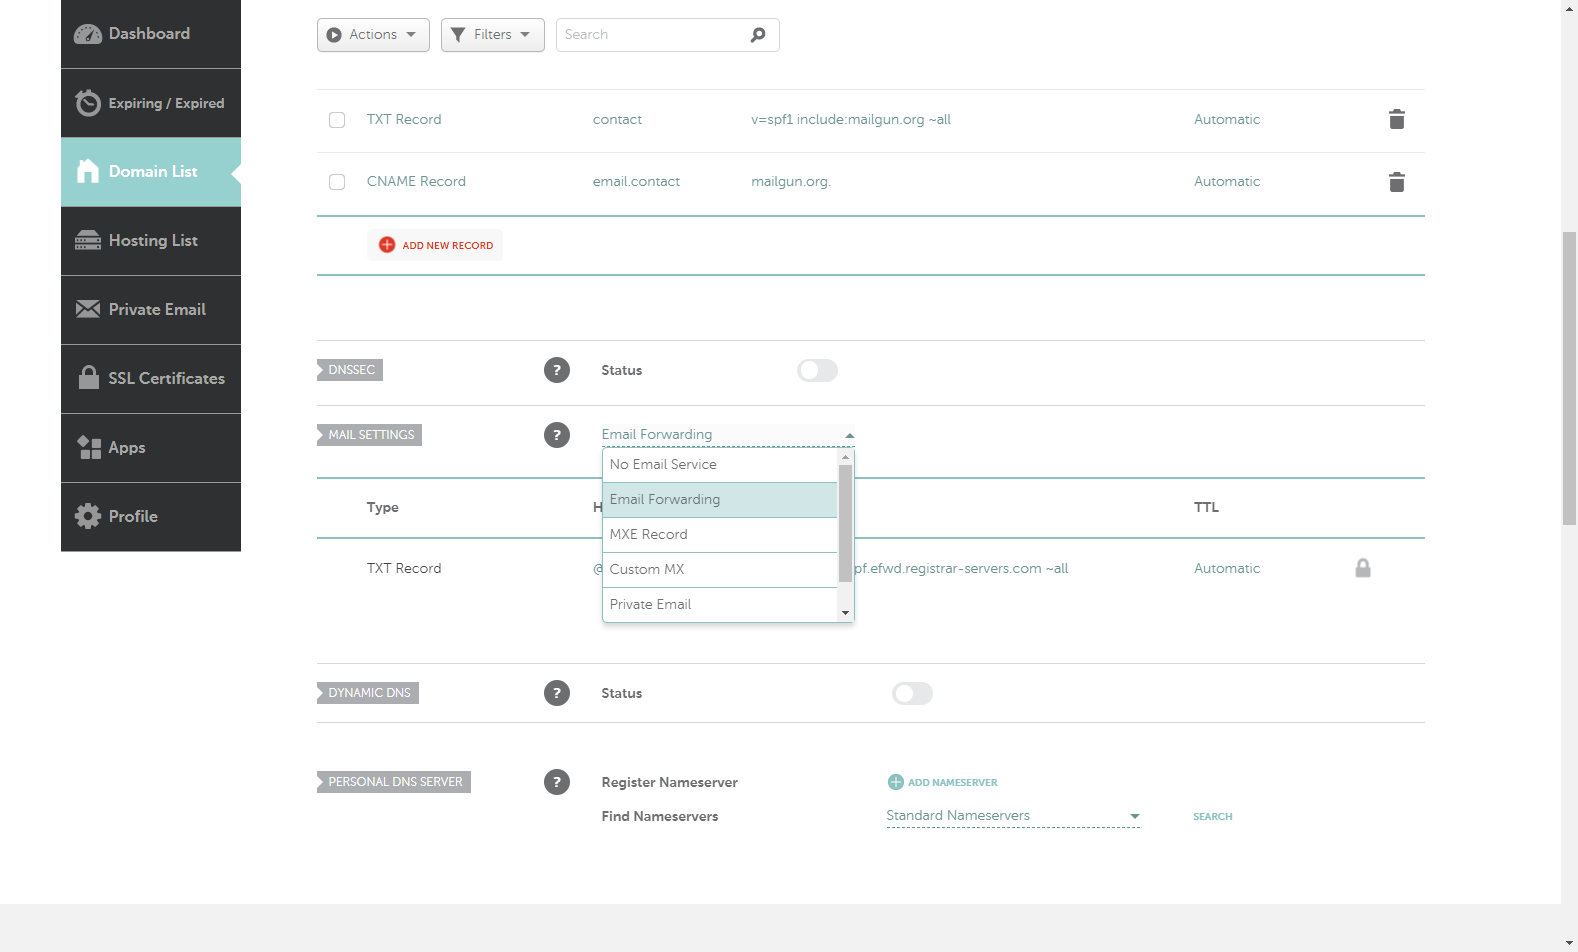 Dashboard
Expiring / Expired
Domain List
Hosting List
Private Email
SSL Certificates
Apps
Profile
Actions Filters Search
TXT Record contact v=spf1 include:mailgun.org ~all Automatic
CNAME Record email.contact mailgun.org. Automatic
ADD NEW RECORD
DNSSEC ? Status
MAIL SETTINGS ? Email Forwarding
No Email Service
Email Forwarding
MXE Record
Custom MX
Private Email
Type H TTL
TXT Record @ pf.efwd.registrar-servers.com ~all Automatic
DYNAMIC DNS ? Status
PERSONAL DNS SERVER ? Register Nameserver ADD NAMESERVER
Find Nameservers Standard Nameservers SEARCH